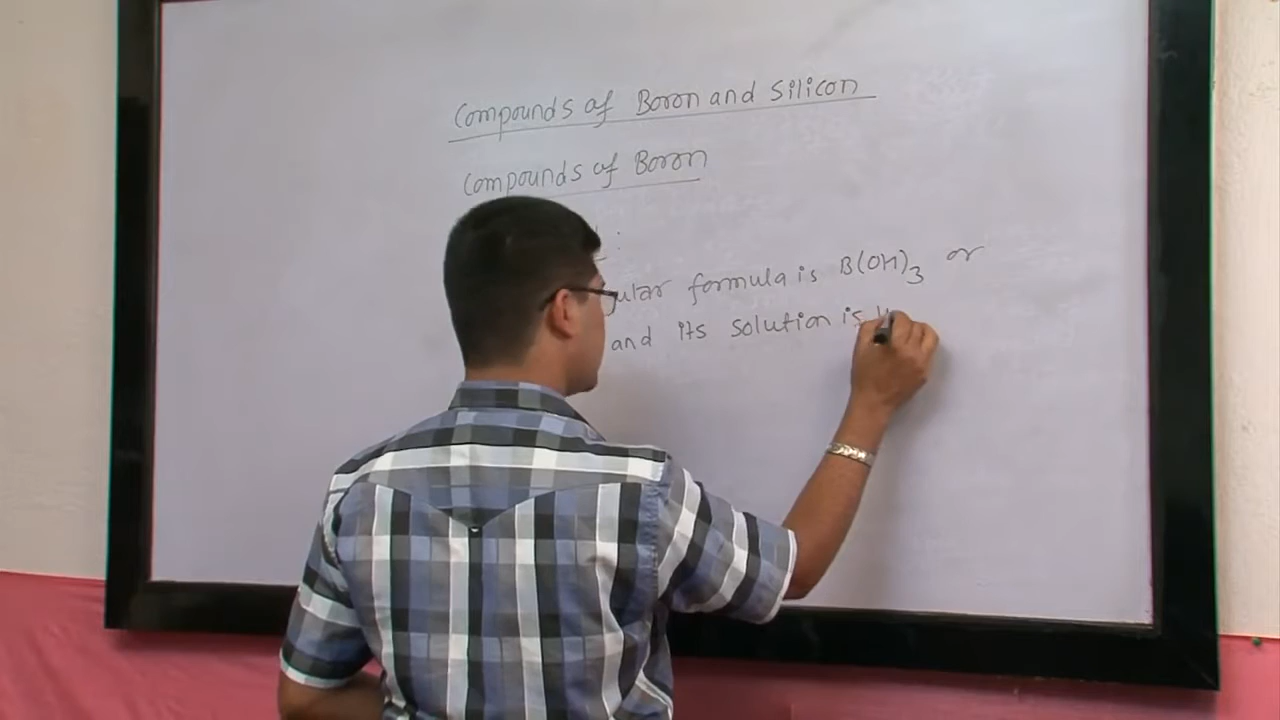 Compounds of Boron and Silicon
Compounds of Boron
:
ular formula is B(OH)3 or
and its solution is